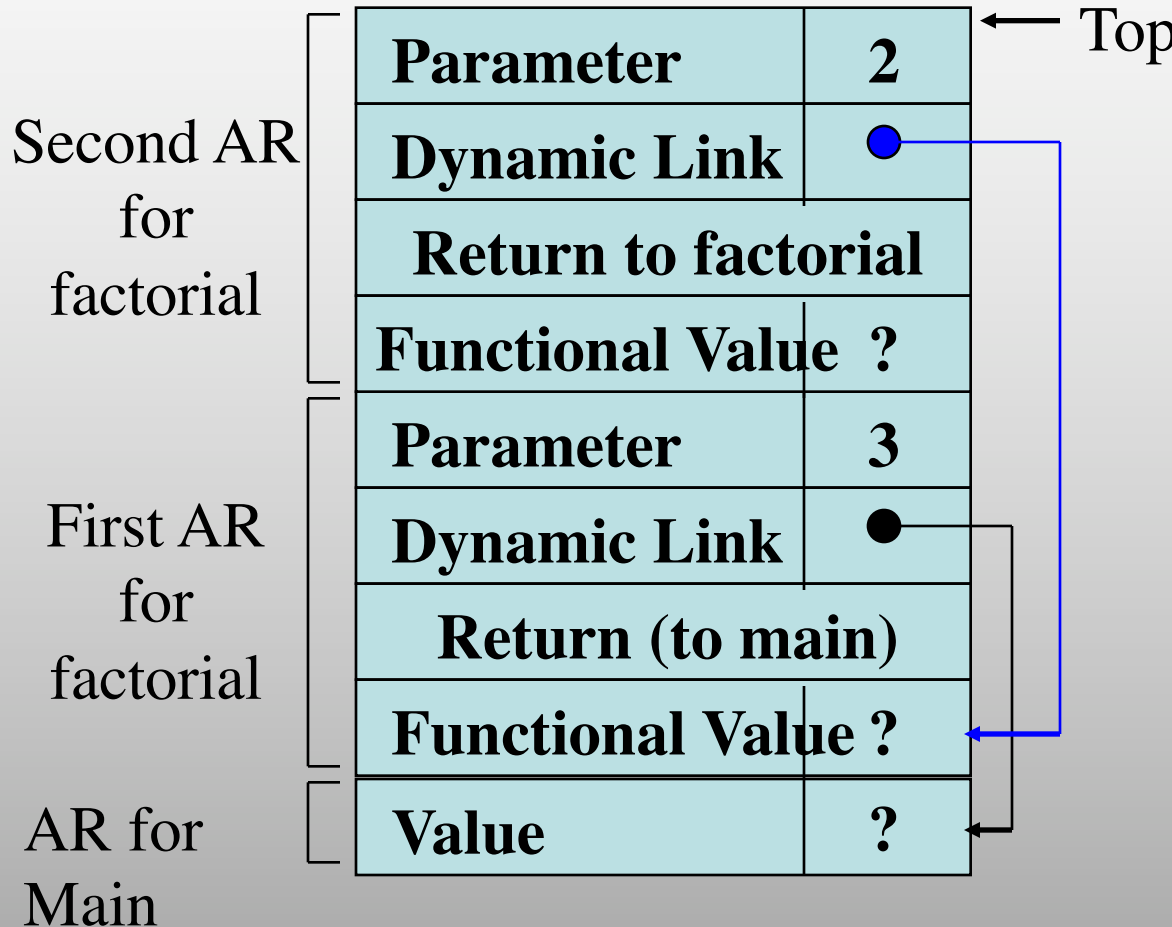 Top
Parameter 2
Second AR
for
factorial
Dynamic Link
Return to factorial
Functional Value ?
Parameter 3
First AR
for
factorial
Dynamic Link
Return (to main)
Functional Value ?
AR for
Main
Value ?